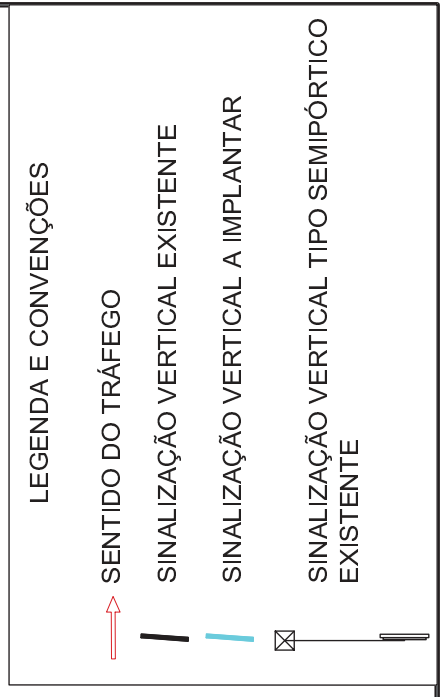 LEGENDA E CONVENÇÕES
SENTIDO DO TRÁFEGO
SINALIZAÇÃO VERTICAL EXISTENTE
SINALIZAÇÃO VERTICAL A IMPLANTAR
SINALIZAÇÃO VERTICAL TIPO SEMIPÓRTICO
EXISTENTE